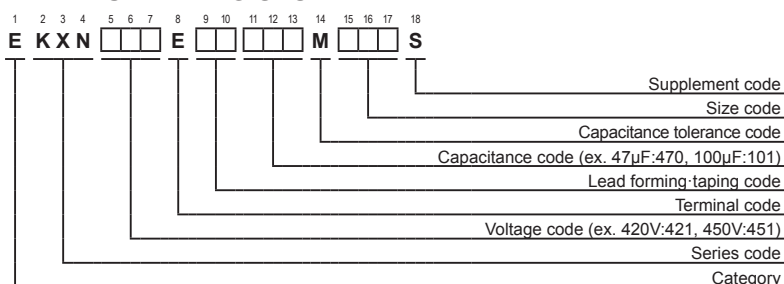 1 2 3 4 5 6 7 8 9 10 11 12 13 14 15 16 17 18
E K X N E M S
Supplement code
Size code
Capacitance tolerance code
Capacitance code (ex. 47µF:470, 100µF:101)
Lead forming·taping code
Terminal code
Voltage code (ex. 420V:421, 450V:451)
Series code
Category